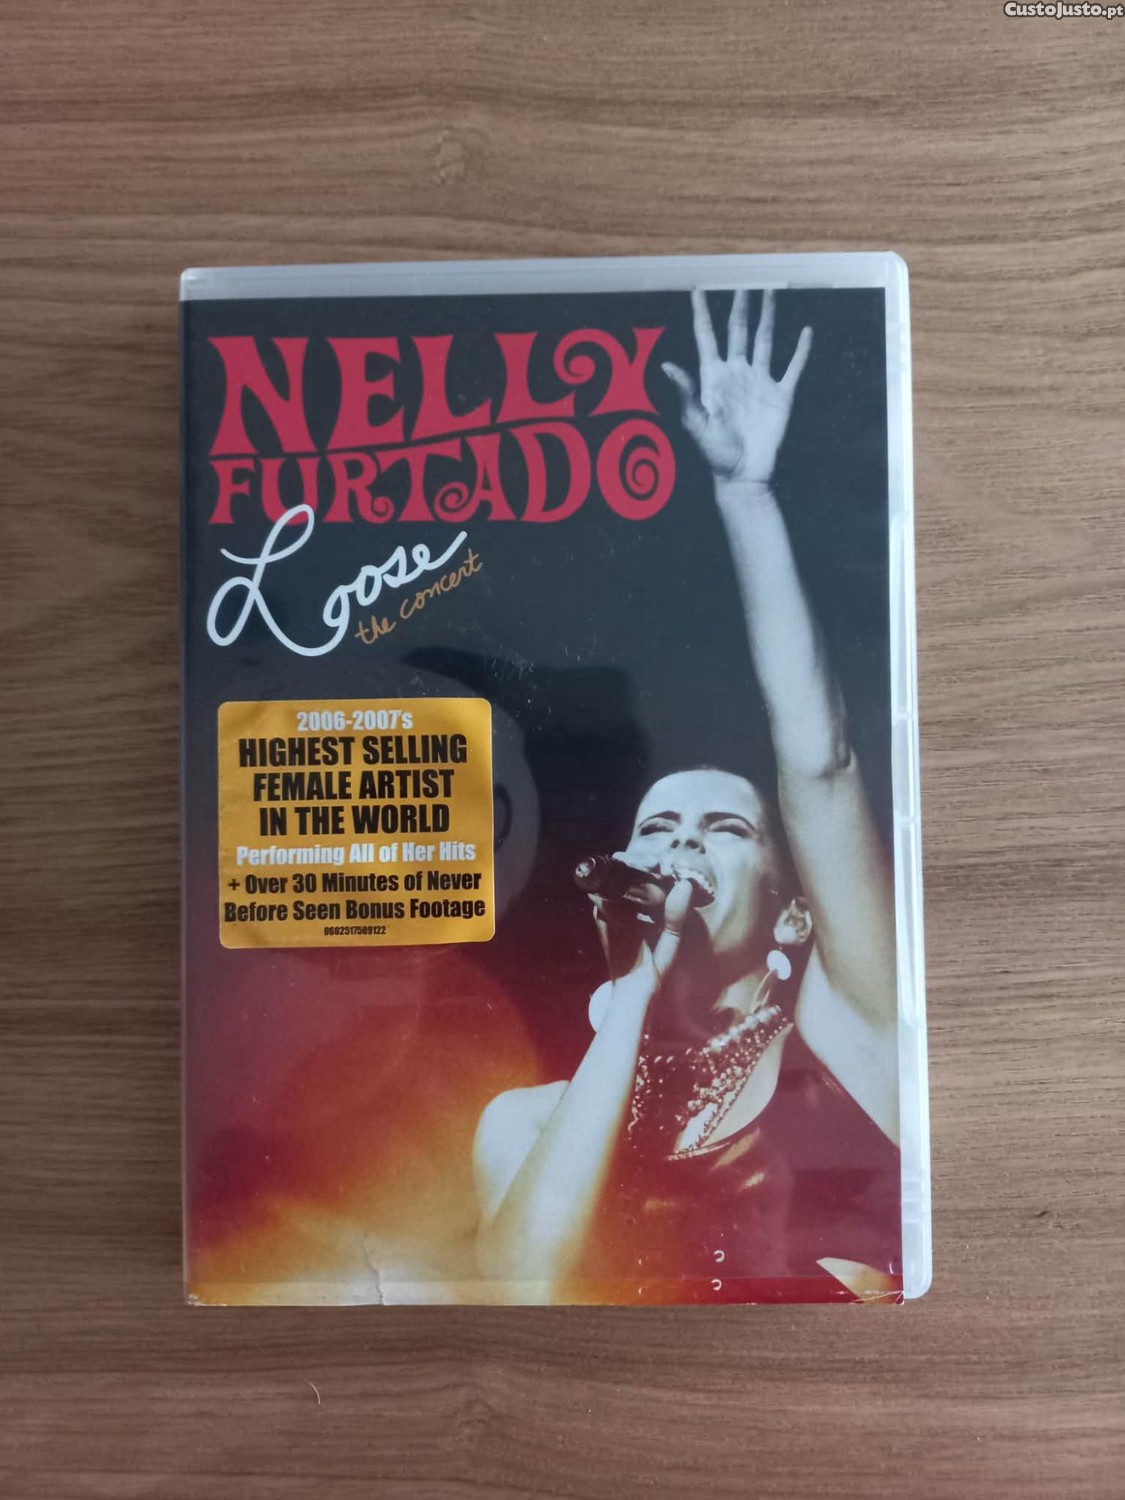 CustoJusto.pt
NELLY
FURTADO
Loose
the concert
2006-2007's
HIGHEST SELLING
FEMALE ARTIST
IN THE WORLD
Performing All of Her Hits
+ Over 30 Minutes of Never
Before Seen Bonus Footage
0602517509122